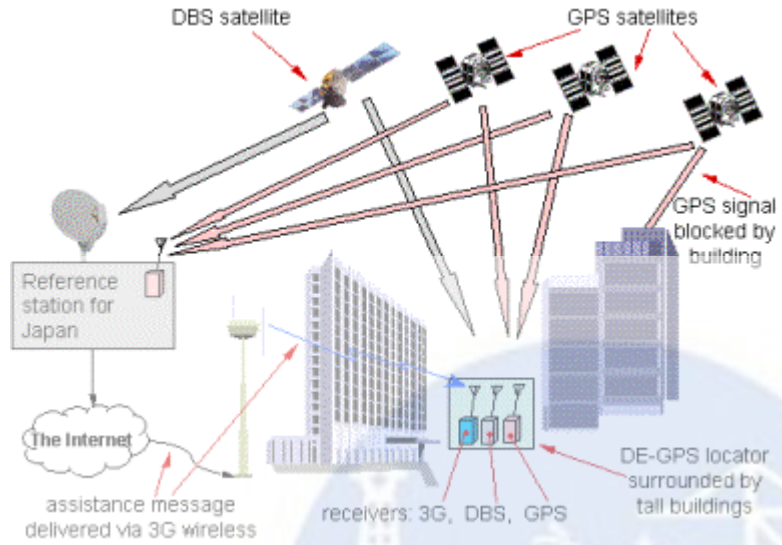 DBS satellite
GPS satellites
GPS signal
blocked by
building
Reference
station for
Japan
The Internet
DE-GPS locator
surrounded by
tall buildings
assistance message
delivered via 3G wireless
receivers: 3G, DBS, GPS